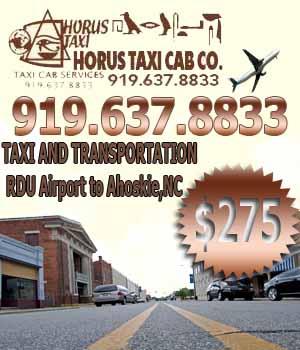 HORUS
TAXI
TAXI CAB SERVICES
919.637.8833
HORUS TAXI CAB CO.
919.637.8833
919.637.8833
TAXI AND TRANSPORTATION
RDU Airport to Ahoskie,NC
$275